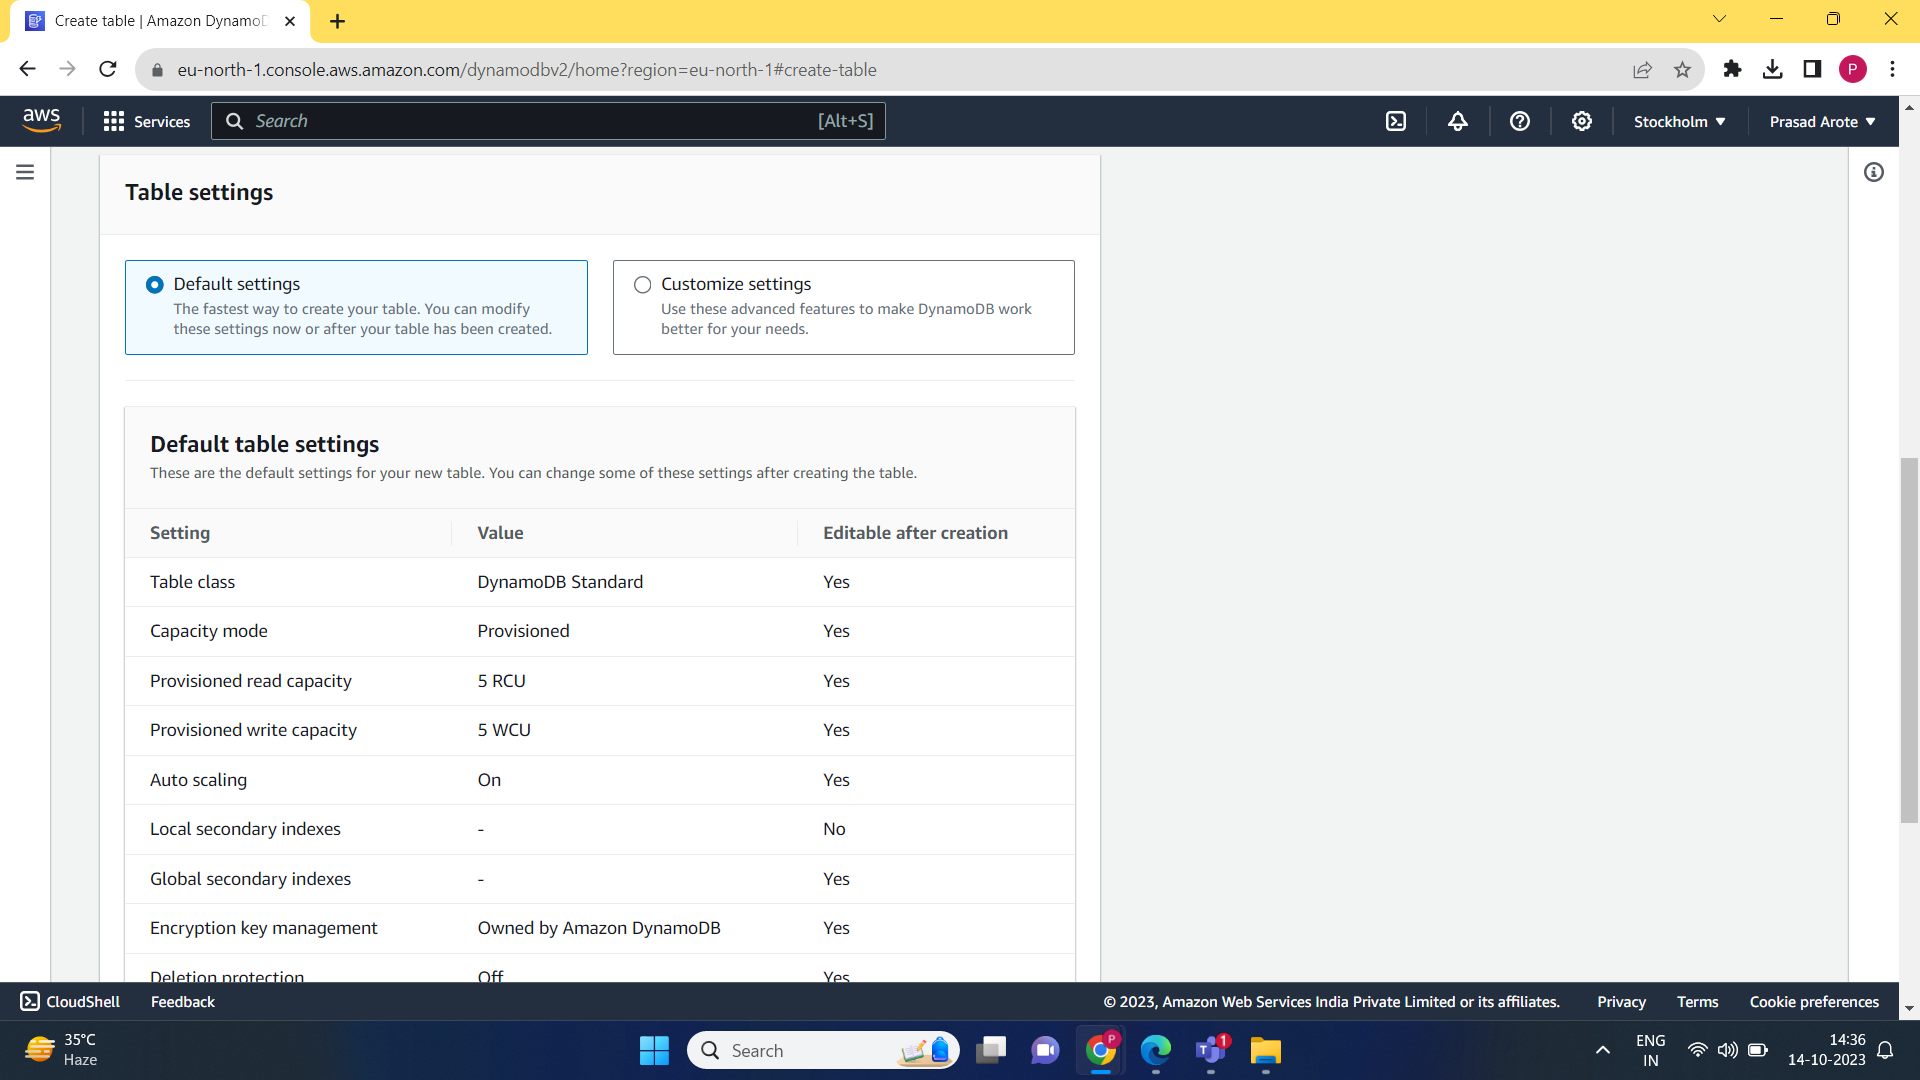 Create table | Amazon DynamoD
eu-north-1.console.aws.amazon.com/dynamodbv2/home?region=eu-north-1#create-table
P
aws
Services
Search
[Alt+S]
Stockholm
Prasad Arote
Table settings
Default settings
The fastest way to create your table. You can modify
these settings now or after your table has been created.
Customize settings
Use these advanced features to make DynamoDB work
better for your needs.
Default table settings
These are the default settings for your new table. You can change some of these settings after creating the table.
Setting Value Editable after creation
Table class DynamoDB Standard Yes
Capacity mode Provisioned Yes
Provisioned read capacity 5 RCU Yes
Provisioned write capacity 5 WCU Yes
Auto scaling On Yes
Local secondary indexes - No
Global secondary indexes - Yes
Encryption key management Owned by Amazon DynamoDB Yes
Deletion protection Off Yes
CloudShell Feedback © 2023, Amazon Web Services India Private Limited or its affiliates. Privacy Terms Cookie preferences
35°C
Haze
Search
P
T
1
ENG
IN
14:36
14-10-2023